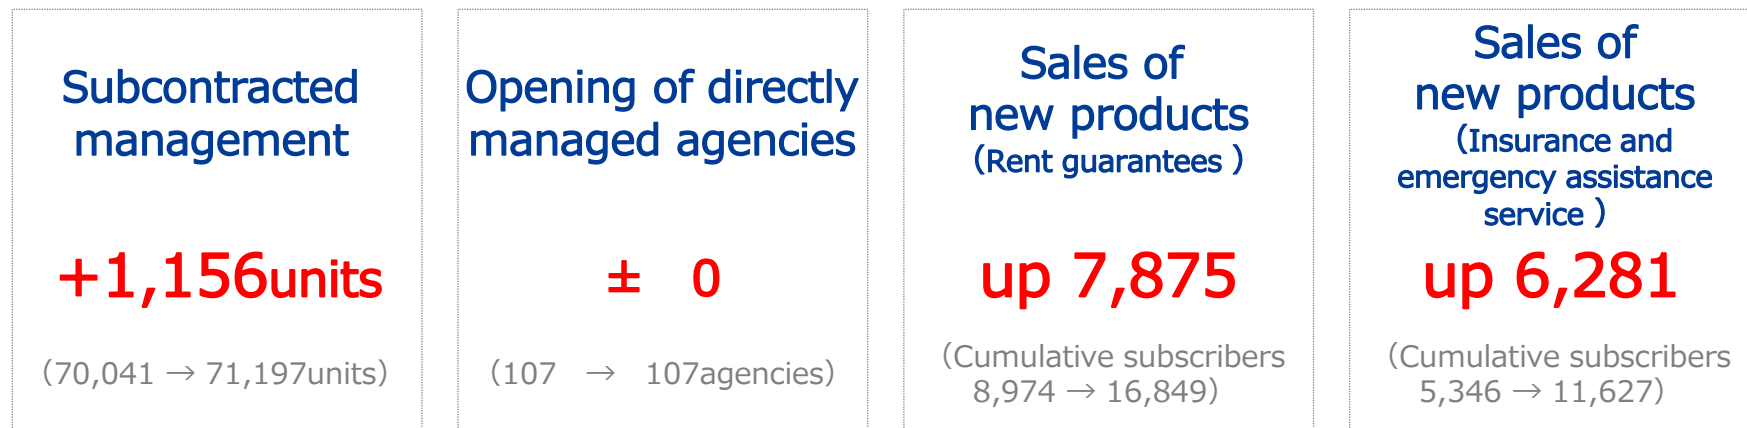 Subcontracted
management
+1,156units
（70,041 → 71,197units）
Opening of directly
managed agencies
± 0
（107 → 107agencies）
Sales of
new products
（Rent guarantees ）
up 7,875
（Cumulative subscribers
8,974 → 16,849）
Sales of
new products
（Insurance and
emergency assistance
service ）
up 6,281
（Cumulative subscribers
5,346 → 11,627）